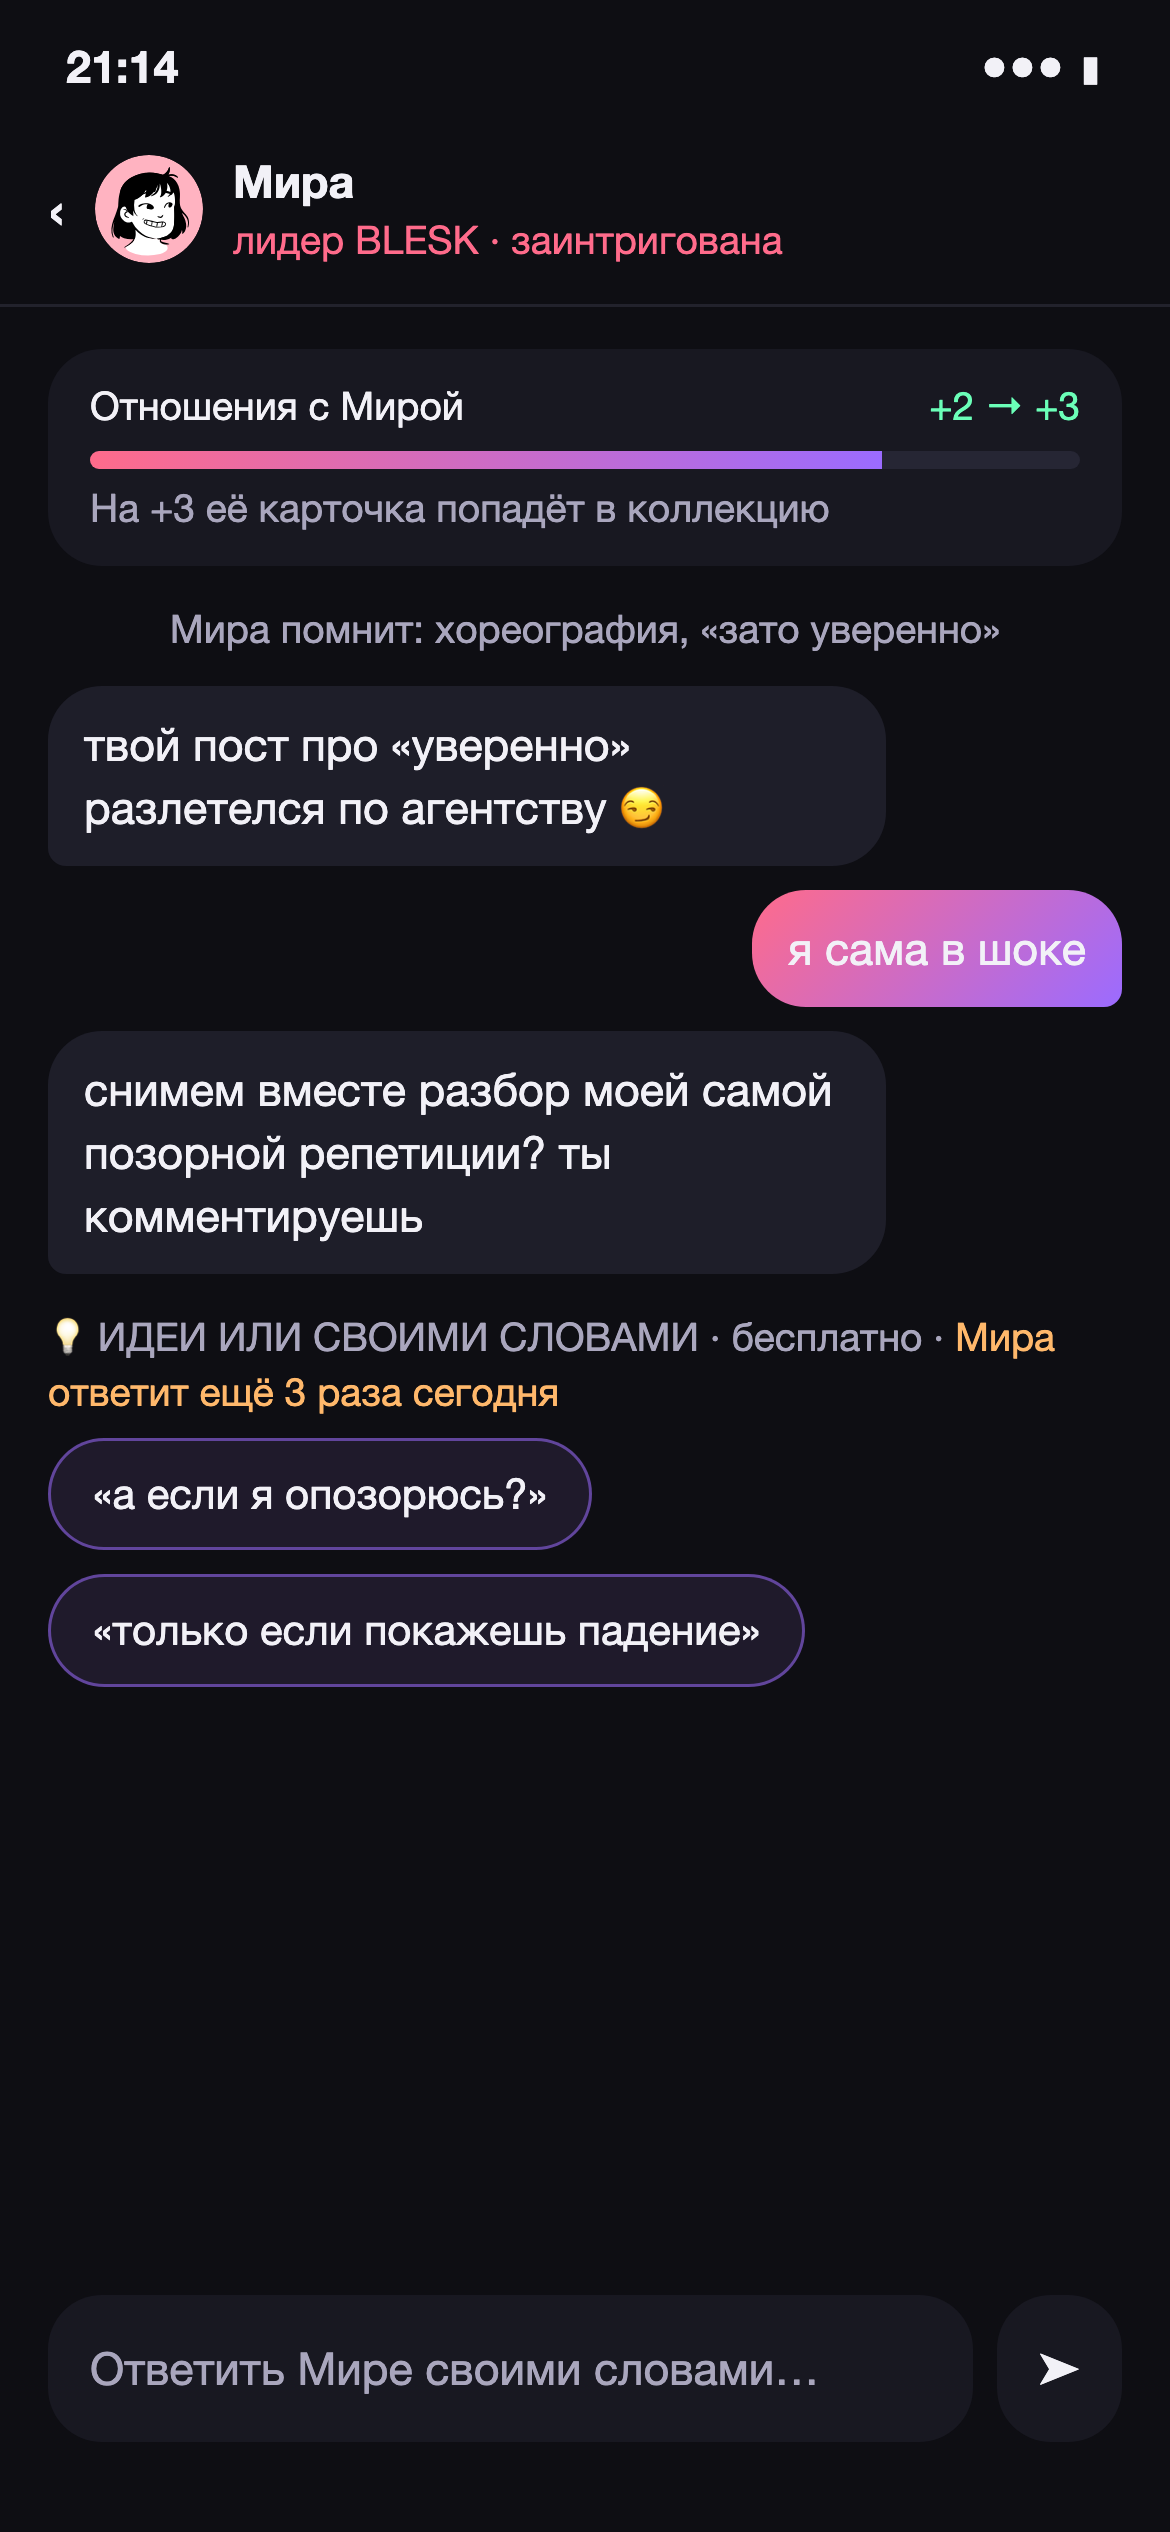 21:14
Мира
лидер BLESK · заинтригована
Отношения с Мирой +2 → +3
На +3 её карточка попадёт в коллекцию
Мира помнит: хореография, «зато уверенно»
твой пост про «уверенно»
разлетелся по агентству 😏
я сама в шоке
снимем вместе разбор моей самой
позорной репетиции? ты
комментируешь
💡 ИДЕИ ИЛИ СВОИМИ СЛОВАМИ · бесплатно · Мира
ответит ещё 3 раза сегодня
«а если я опозорюсь?»
«только если покажешь падение»
Ответить Мире своими словами...